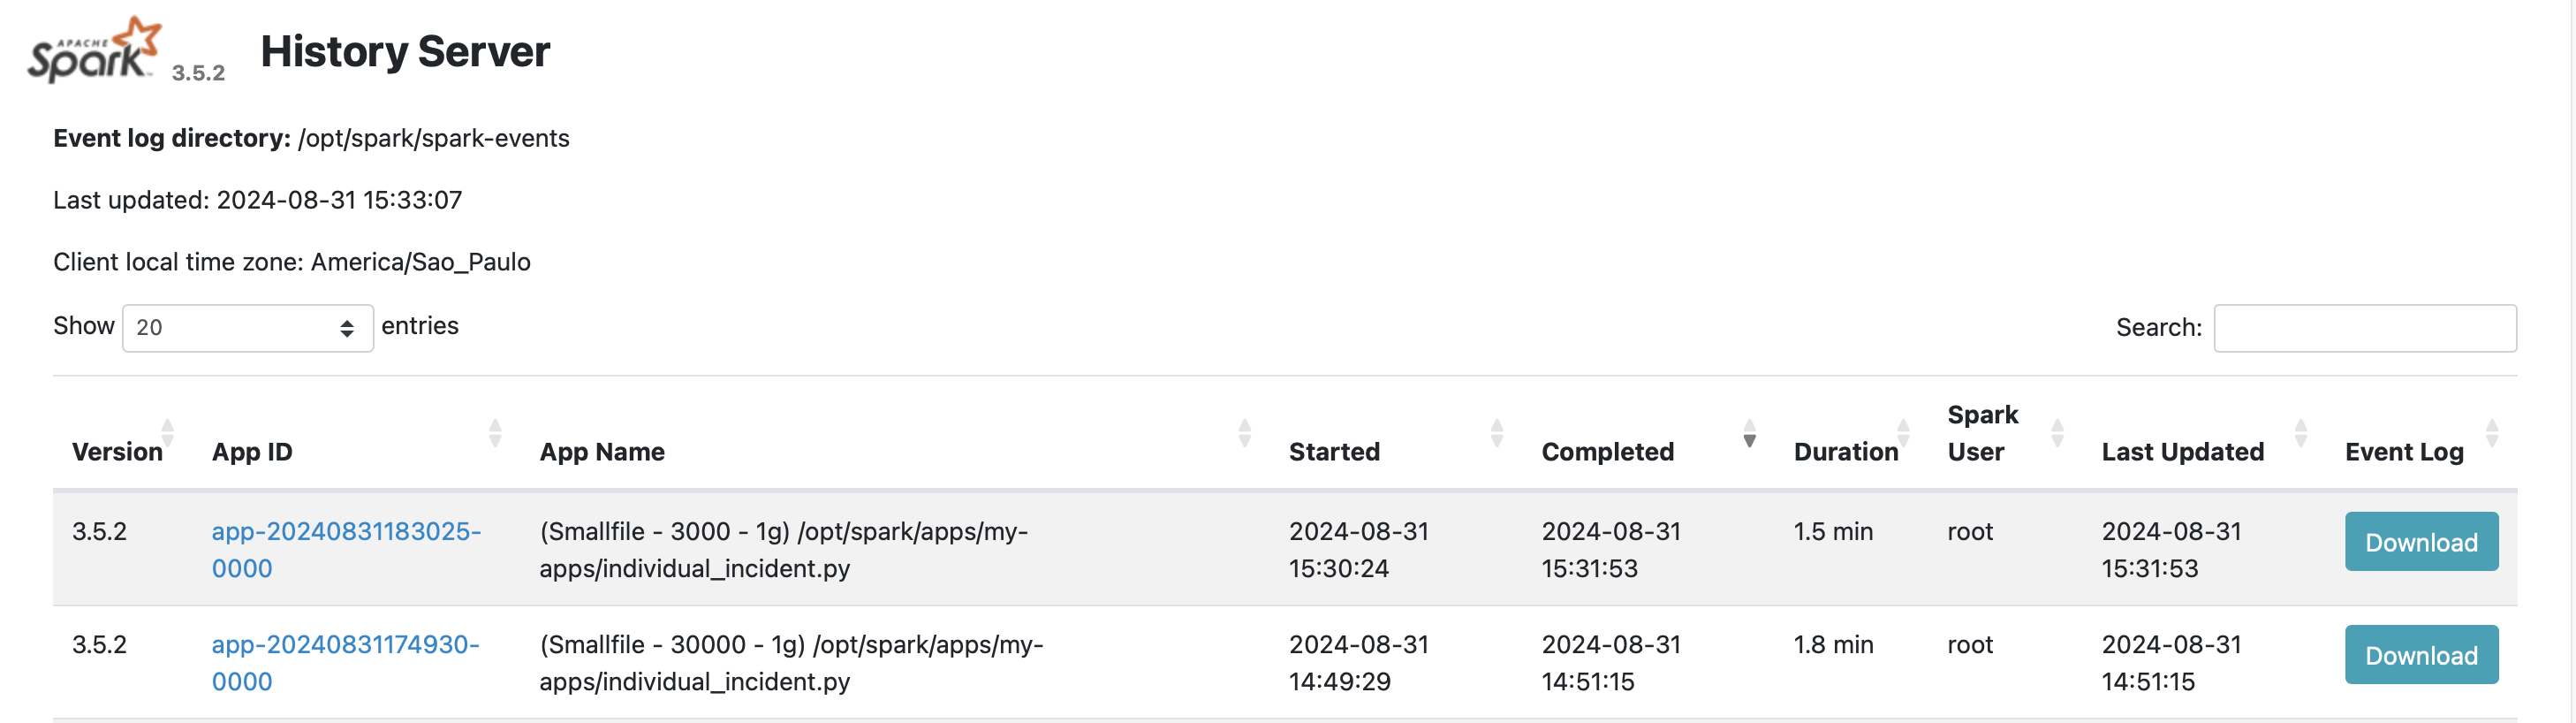 APACHE
Spark 3.5.2 History Server
Event log directory: /opt/spark/spark-events
Last updated: 2024-08-31 15:33:07
Client local time zone: America/Sao_Paulo
Show 20 entries Search:
Version App ID App Name Started Completed Duration Spark User Last Updated Event Log
3.5.2 app-20240831183025- (Smallfile - 3000 - 1g) /opt/spark/apps/my- 2024-08-31 2024-08-31 1.5 min root 2024-08-31 Download
0000 apps/individual_incident.py 15:30:24 15:31:53 15:31:53
3.5.2 app-20240831174930- (Smallfile - 30000 - 1g) /opt/spark/apps/my- 2024-08-31 2024-08-31 1.8 min root 2024-08-31 Download
0000 apps/individual_incident.py 14:49:29 14:51:15 14:51:15